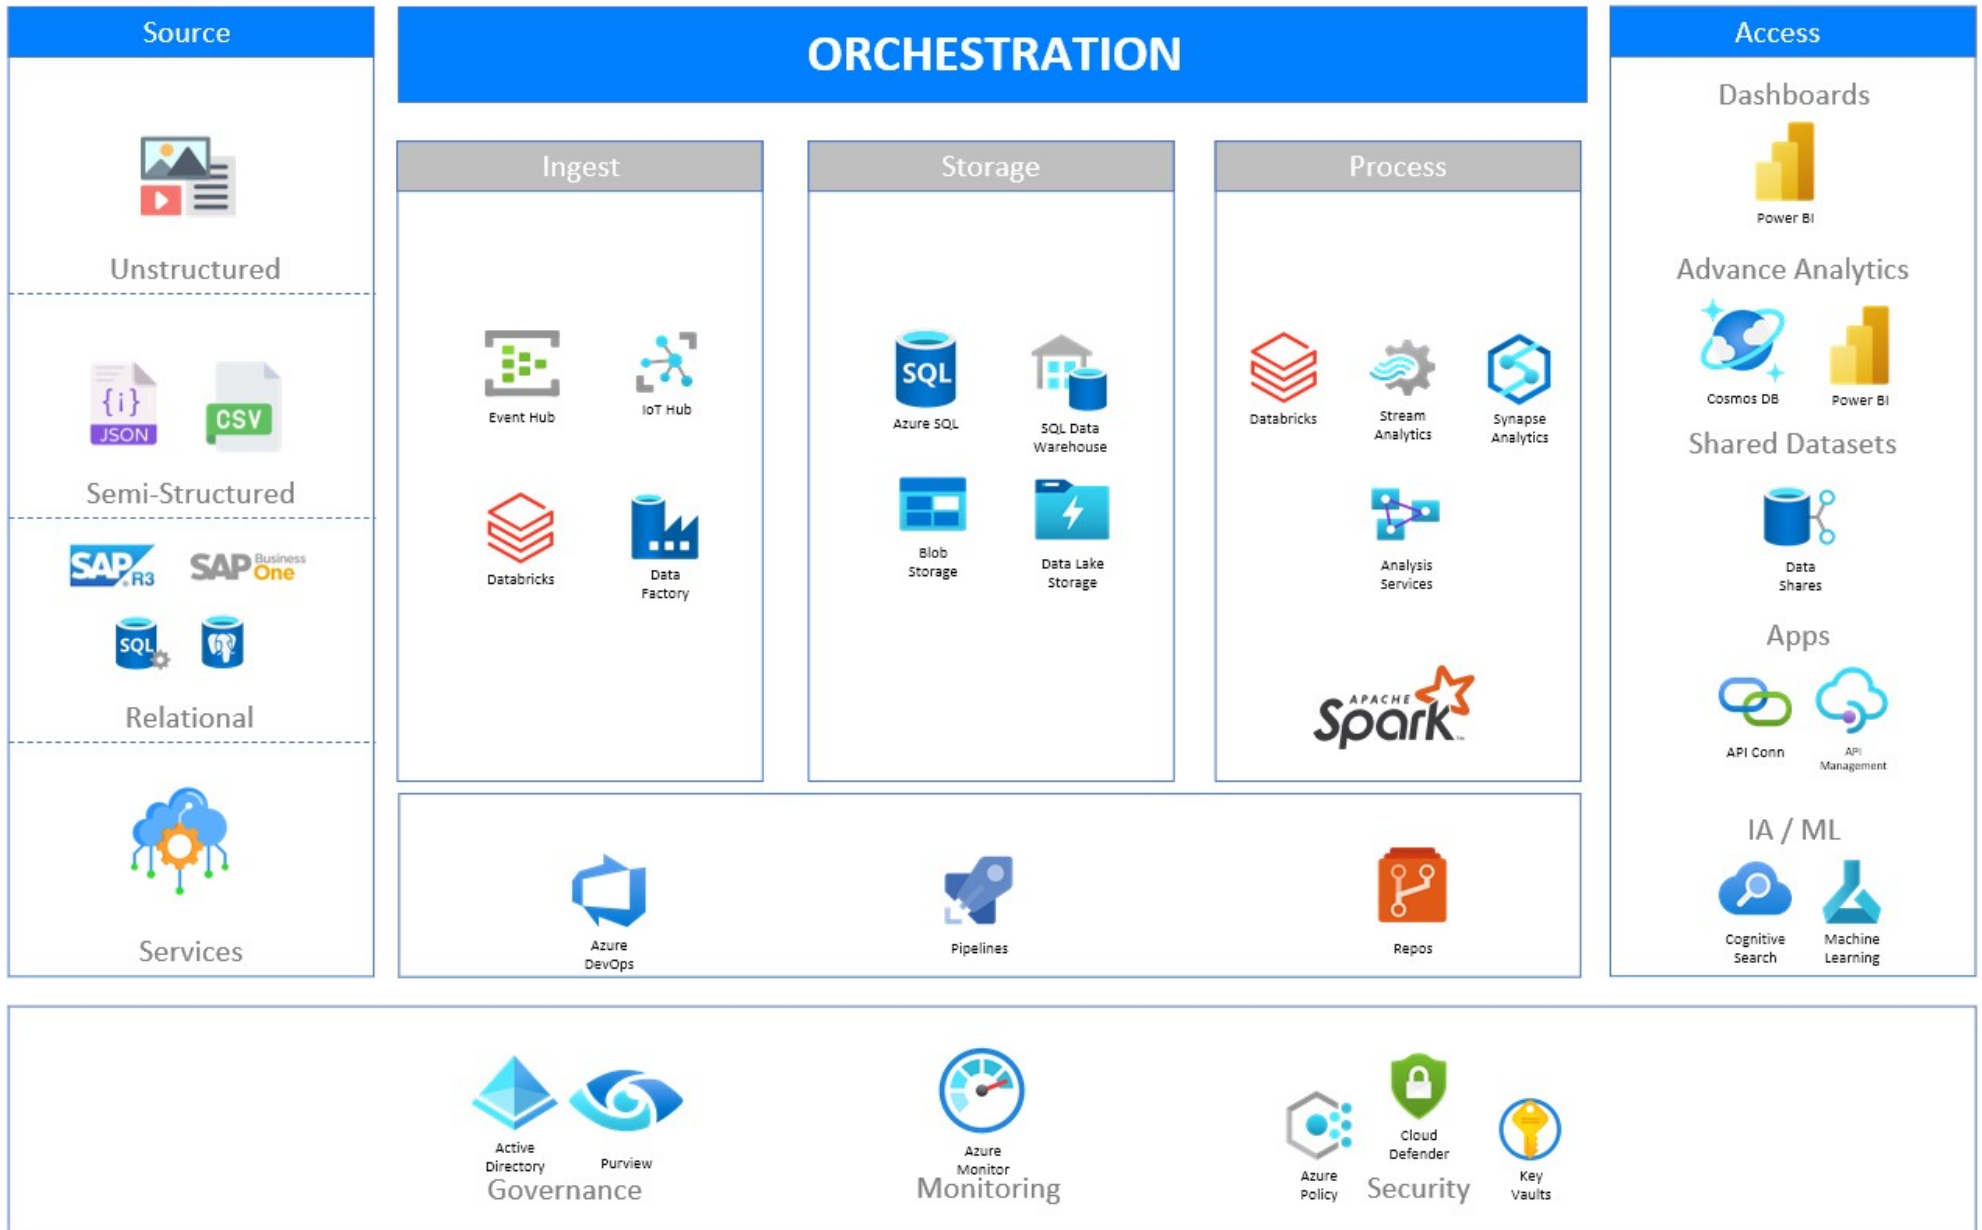 Source
Unstructured
{i}
JSON
CSV
Semi-Structured
SAP R3
SAP Business One
SQL
Relational
Services
ORCHESTRATION
Ingest
Event Hub
IoT Hub
Databricks
Data
Factory
Storage
SQL
Azure SQL
SQL Data
Warehouse
Blob
Storage
Data Lake
Storage
Process
Databricks
Stream
Analytics
Synapse
Analytics
Analysis
Services
APACHE
Spark
Azure
DevOps
Pipelines
Repos
Access
Dashboards
Power BI
Advance Analytics
Cosmos DB
Power BI
Shared Datasets
Data
Shares
Apps
API Conn
API
Management
IA / ML
Cognitive
Search
Machine
Learning
Active
Directory
Purview
Governance
Azure
Monitor
Monitoring
Azure
Policy
Cloud
Defender
Security
Key
Vaults